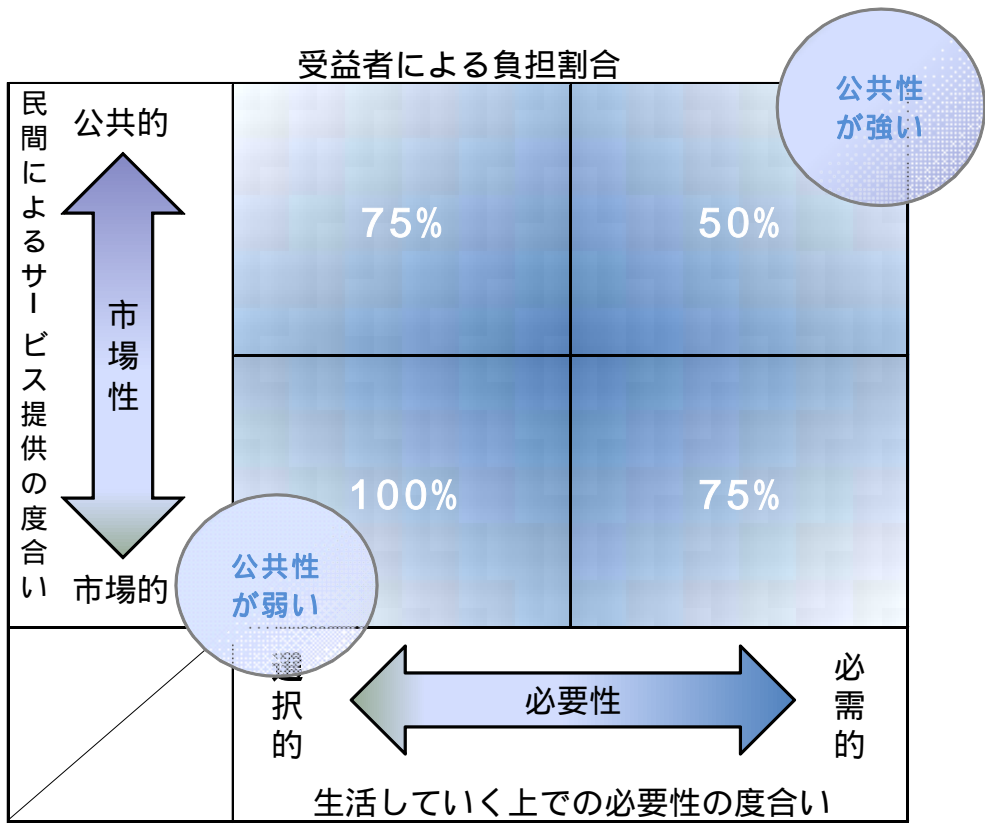 受益者による負担割合
公共性
が強い
民間によるサービス提供の度合い
公共的
市場性
市場的
75%
50%
100%
75%
公共性
が弱い
選択的
必要性
必需的
生活していく上での必要性の度合い